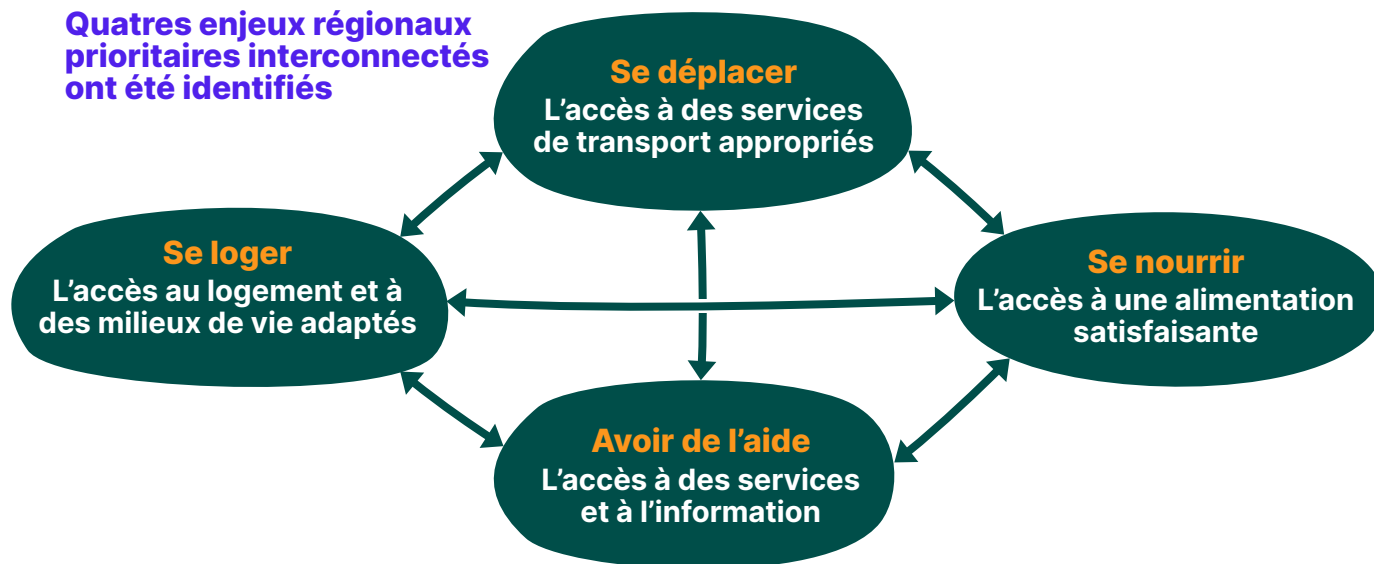 Quatres enjeux régionaux
prioritaires interconnectés
ont été identifiés
Se déplacer
L’accès à des services
de transport appropriés
Se loger
L’accès au logement et à
des milieux de vie adaptés
Se nourrir
L’accès à une alimentation
satisfaisante
Avoir de l’aide
L’accès à des services
et à l’information